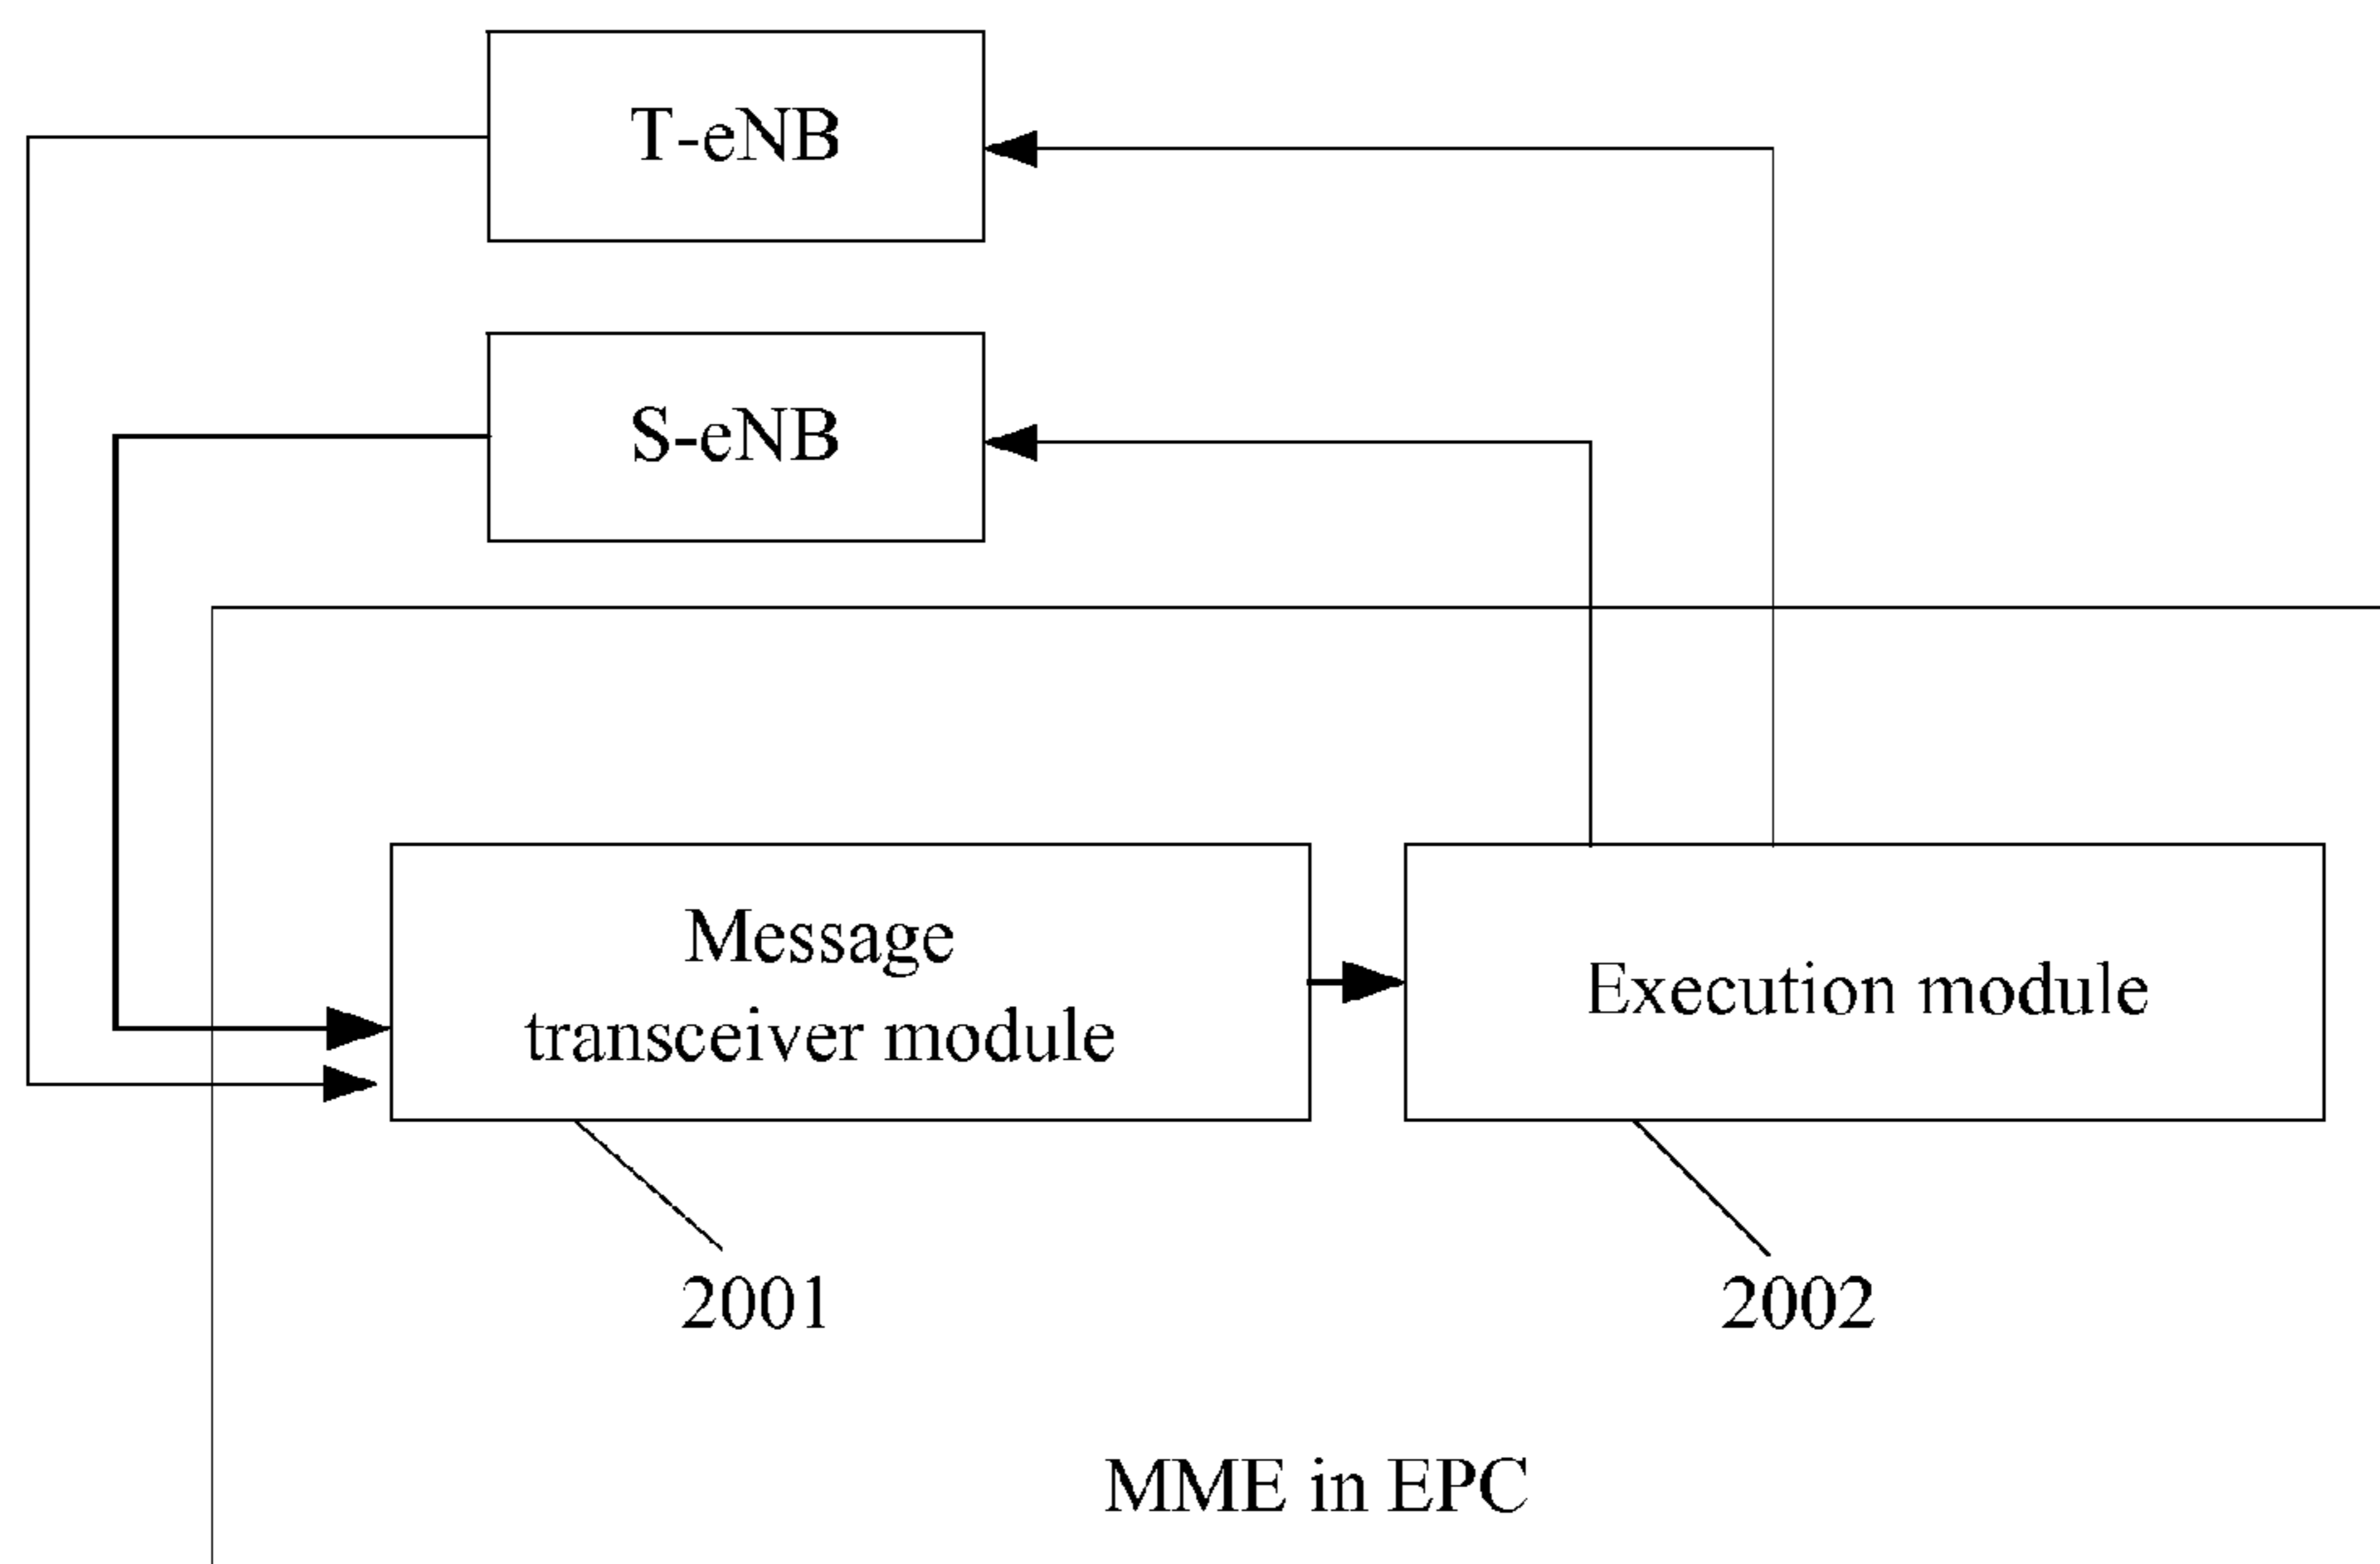 T-eNB
S-eNB
Message
transceiver module
Execution module
2001
2002
MME in EPC